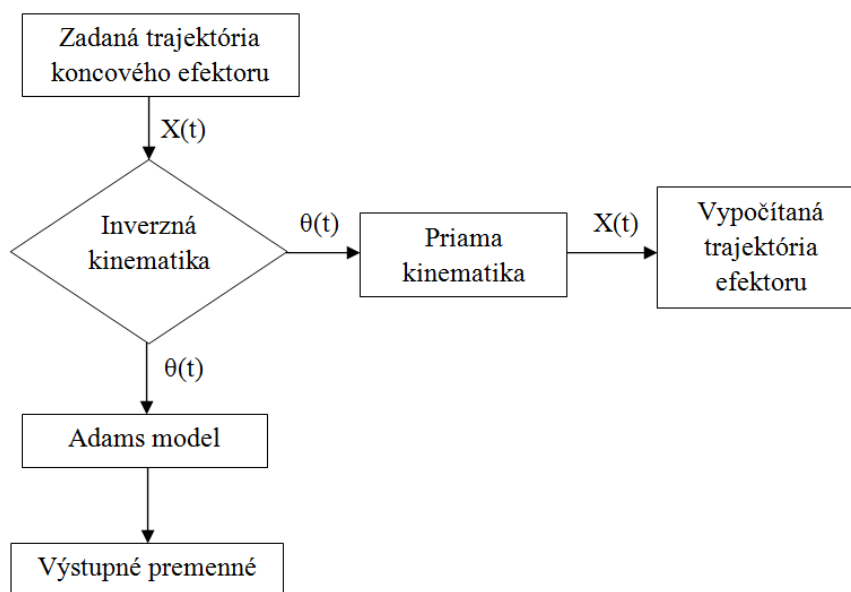 Zadaná trajektória
koncového efektoru
X(t)
Inverzná
kinematika
θ(t)
Priama
kinematika
X(t)
Vypočítaná
trajektória
efektoru
θ(t)
Adams model
Výstupné premenné